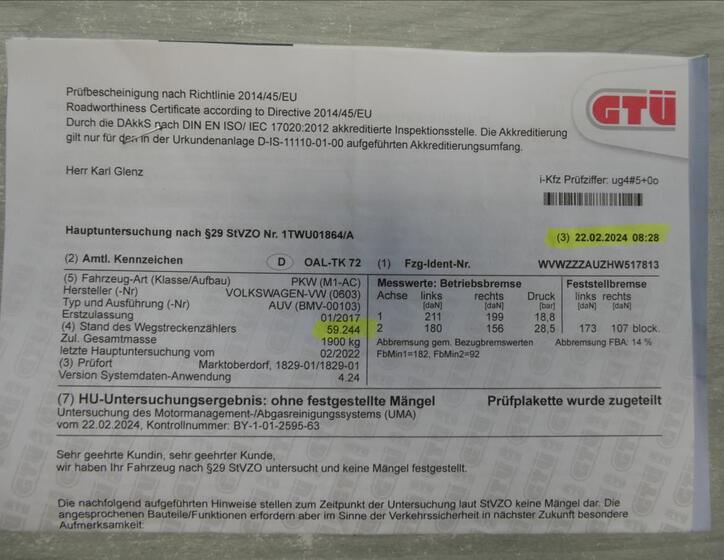 GTÜ
Prüfbescheinigung nach Richtlinie 2014/45/EU
Roadworthiness Certificate according to Directive 2014/45/EU
Durch die DAkkS nach DIN EN ISO/ IEC 17020:2012 akkreditierte Inspektionsstelle. Die Akkreditierung
gilt nur für den in der Urkundenanlage D-IS-11110-01-00 aufgeführten Akkreditierungsumfang.
Herr Karl Glenz
i-Kfz Prüfziffer: ug4#5+0o
Hauptuntersuchung nach §29 StVZO Nr. 1TWU01864/A (3) 22.02.2024 08:28
(2) Amtl. Kennzeichen D OAL-TK 72 (1) Fzg-Ident-Nr. WVWZZZAUZHW517813
(5) Fahrzeug-Art (Klasse/Aufbau) PKW (M1-AC)
Hersteller (-Nr) VOLKSWAGEN-VW (0603)
Typ und Ausführung (-Nr) AUV (BMV-00103)
Erstzulassung 01/2017
(4) Stand des Wegstreckenzählers 59.244
Zul. Gesamtmasse 1900 kg
letzte Hauptuntersuchung vom 02/2022
(3) Prüfort Marktoberdorf, 1829-01/1829-01
Version Systemdaten-Anwendung 4.24
Messwerte: Betriebsbremse Feststellbremse
Achse links rechts Druck links rechts
[daN] [daN] [bar] [daN] [daN]
1 211 199 18,8
2 180 156 28,5 173 107 block.
Abbremsung gem. Bezugbremswerten Abbremsung FBA: 14 %
FbMin1=182, FbMin2=92
(7) HU-Untersuchungsergebnis: ohne festgestellte Mängel Prüfplakette wurde zugeteilt
Untersuchung des Motormanagement-/Abgasreinigungssystems (UMA)
vom 22.02.2024, Kontrollnummer: BY-1-01-2595-63
Sehr geehrte Kundin, sehr geehrter Kunde,
wir haben Ihr Fahrzeug nach §29 StVZO untersucht und keine Mängel festgestellt.
Die nachfolgend aufgeführten Hinweise stellen zum Zeitpunkt der Untersuchung laut StVZO keine Mängel dar. Die
angesprochenen Bauteile/Funktionen erfordern aber im Sinne der Verkehrssicherheit in nächster Zukunft besondere
Aufmerksamkeit: